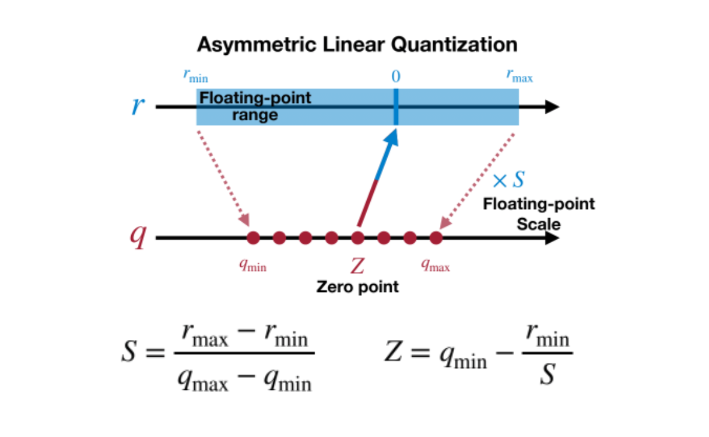 Asymmetric Linear Quantization
r_min 0 r_max
r
Floating-point
range
× S
Floating-point
Scale
q
q_min Z q_max
Zero point
S = (r_max − r_min) / (q_max − q_min)
Z = q_min − r_min / S